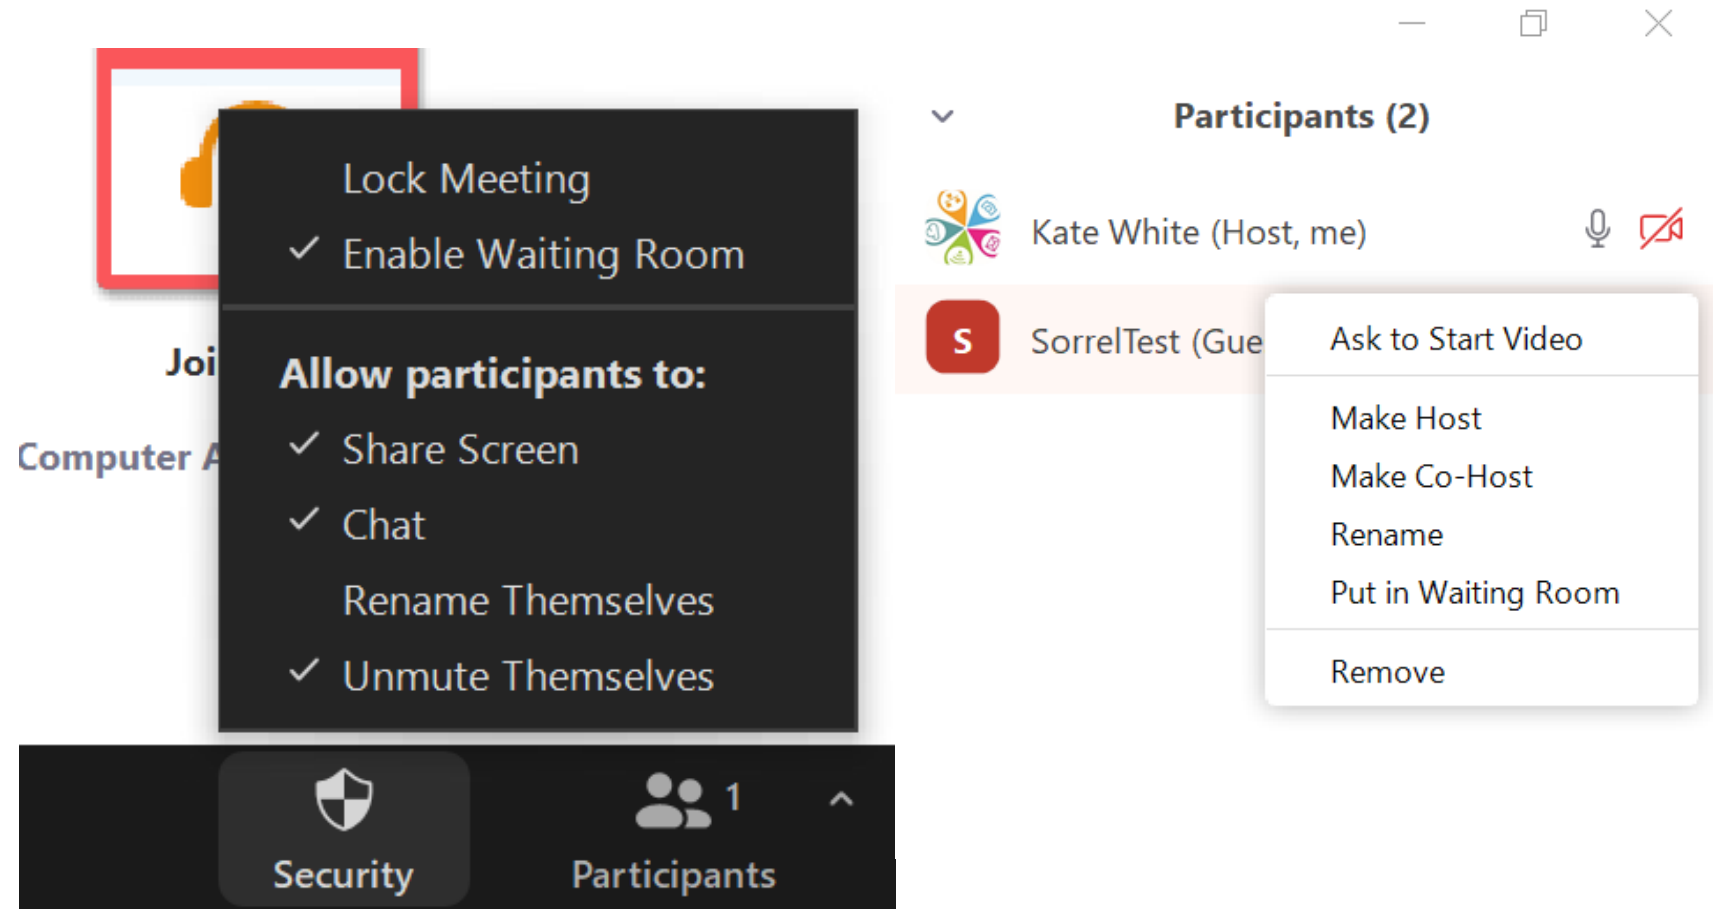 Lock Meeting
Enable Waiting Room
Allow participants to:
Share Screen
Chat
Rename Themselves
Unmute Themselves
Joi
Computer A
Security
Participants
1
Participants (2)
Kate White (Host, me)
S
SorrelTest (Gue
Ask to Start Video
Make Host
Make Co-Host
Rename
Put in Waiting Room
Remove